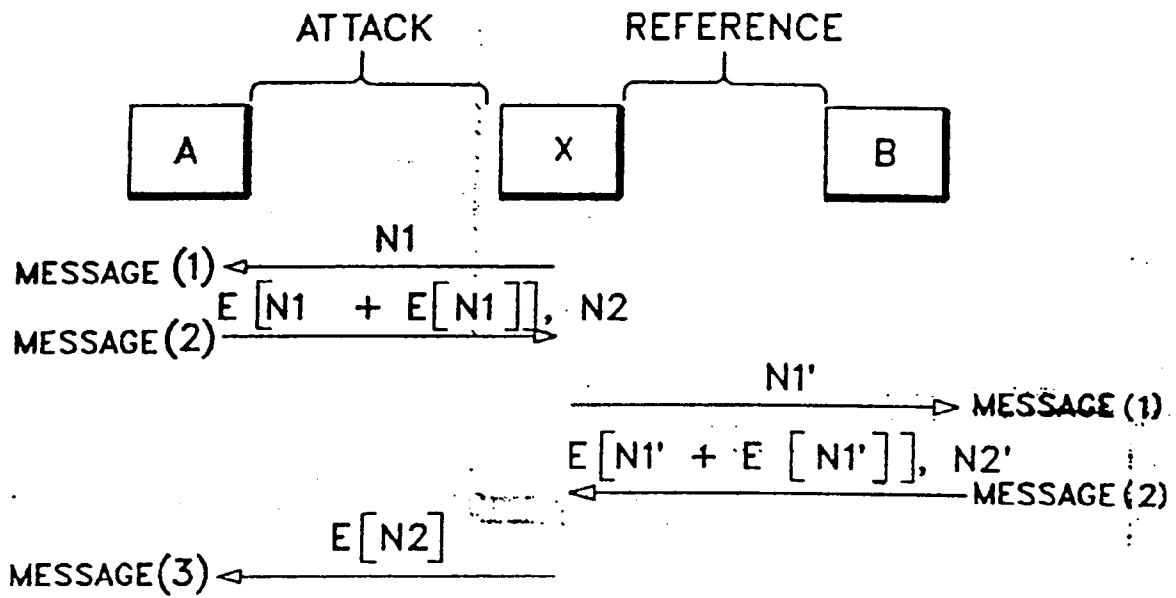 ATTACK REFERENCE
A X B
N1
MESSAGE (1)
E[N1 + E[N1]], N2
MESSAGE(2)
N1'
MESSAGE (1)
E[N1' + E [N1']], N2'
MESSAGE(2)
E[N2]
MESSAGE(3)